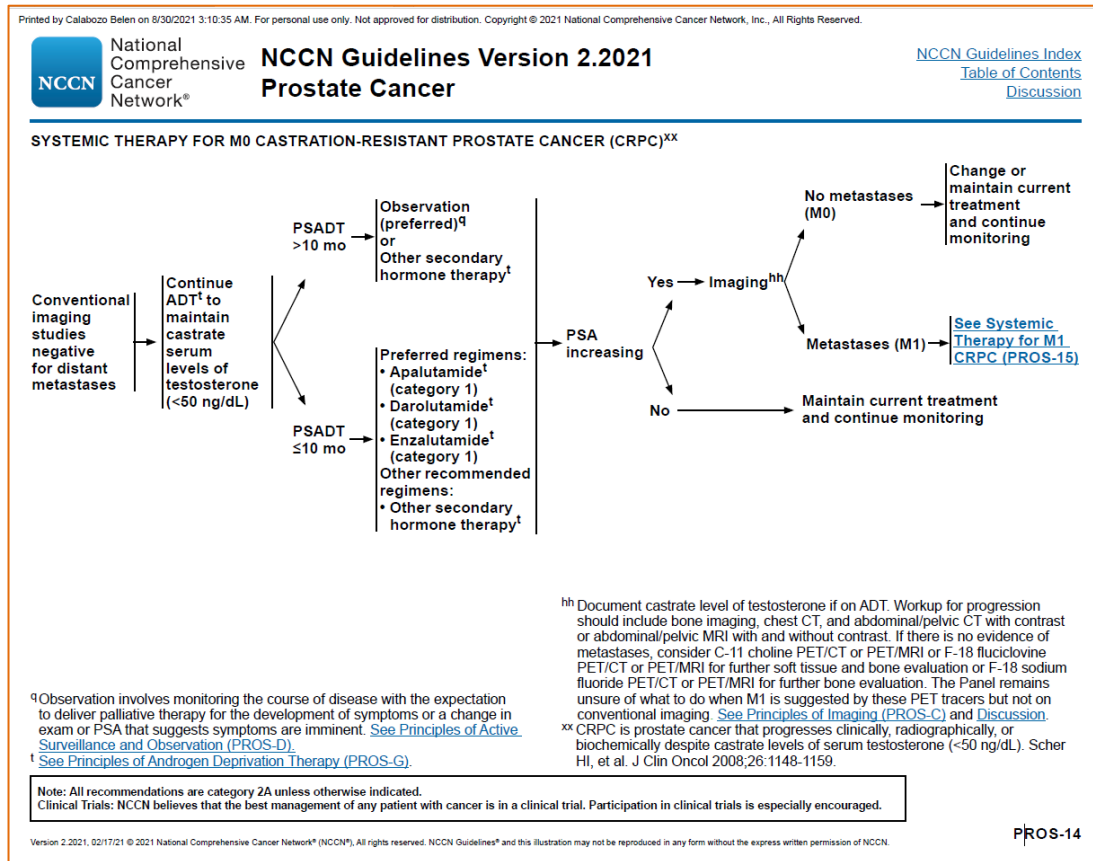 Printed by Calabozo Belen on 8/30/2021 3:10:35 AM. For personal use only. Not approved for distribution. Copyright © 2021 National Comprehensive Cancer Network, Inc., All Rights Reserved.
NCCN
National
Comprehensive
Cancer
Network®
NCCN Guidelines Version 2.2021
Prostate Cancer
NCCN Guidelines Index
Table of Contents
Discussion
SYSTEMIC THERAPY FOR M0 CASTRATION-RESISTANT PROSTATE CANCER (CRPC)xx
Conventional
imaging
studies
negative
for distant
metastases
Continue
ADTt to
maintain
castrate
serum
levels of
testosterone
(<50 ng/dL)
PSADT
>10 mo
Observation
(preferred)q
or
Other secondary
hormone therapyt
PSADT
≤10 mo
Preferred regimens:
• Apalutamidet
(category 1)
• Darolutamidet
(category 1)
• Enzalutamidet
(category 1)
Other recommended
regimens:
• Other secondary
hormone therapyt
PSA
increasing
Yes
Imaginghh
No metastases
(M0)
Change or
maintain current
treatment
and continue
monitoring
Metastases (M1)
See Systemic
Therapy for M1
CRPC (PROS-15)
No
Maintain current treatment
and continue monitoring
q Observation involves monitoring the course of disease with the expectation
to deliver palliative therapy for the development of symptoms or a change in
exam or PSA that suggests symptoms are imminent. See Principles of Active
Surveillance and Observation (PROS-D).
t See Principles of Androgen Deprivation Therapy (PROS-G).
hh Document castrate level of testosterone if on ADT. Workup for progression
should include bone imaging, chest CT, and abdominal/pelvic CT with contrast
or abdominal/pelvic MRI with and without contrast. If there is no evidence of
metastases, consider C-11 choline PET/CT or PET/MRI or F-18 fluciclovine
PET/CT or PET/MRI for further soft tissue and bone evaluation or F-18 sodium
fluoride PET/CT or PET/MRI for further bone evaluation. The Panel remains
unsure of what to do when M1 is suggested by these PET tracers but not on
conventional imaging. See Principles of Imaging (PROS-C) and Discussion.
xx CRPC is prostate cancer that progresses clinically, radiographically, or
biochemically despite castrate levels of serum testosterone (<50 ng/dL). Scher
HI, et al. J Clin Oncol 2008;26:1148-1159.
Note: All recommendations are category 2A unless otherwise indicated.
Clinical Trials: NCCN believes that the best management of any patient with cancer is in a clinical trial. Participation in clinical trials is especially encouraged.
Version 2.2021, 02/17/21 © 2021 National Comprehensive Cancer Network® (NCCN®), All rights reserved. NCCN Guidelines® and this illustration may not be reproduced in any form without the express written permission of NCCN.
PROS-14